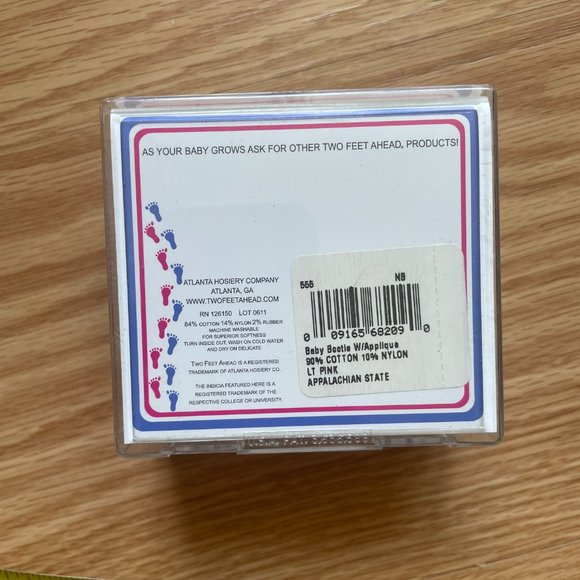 AS YOUR BABY GROWS ASK FOR OTHER TWO FEET AHEAD, PRODUCTS!
ATLANTA HOSIERY COMPANY
ATLANTA, GA
WWW.TWOFEETAHEAD.COM
RN 126150 LOT 0611
84% COTTON 14% NYLON 2% RUBBER
MACHINE WASHABLE
FOR SUPERIOR SOFTNESS
TURN INSIDE OUT, WASH ON COLD WATER
AND DRY ON DELICATE
TWO FEET AHEAD IS A REGISTERED
TRADEMARK OF ATLANTA HOSIERY CO.
THE INDICIA FEATURED HERE IS A
REGISTERED TRADEMARK OF THE
RESPECTIVE COLLEGE OR UNIVERSITY.
55B NB
0 09165 68209 0
Baby Bootie W/Applique
90% COTTON 10% NYLON
LT PINK
APPALACHIAN STATE